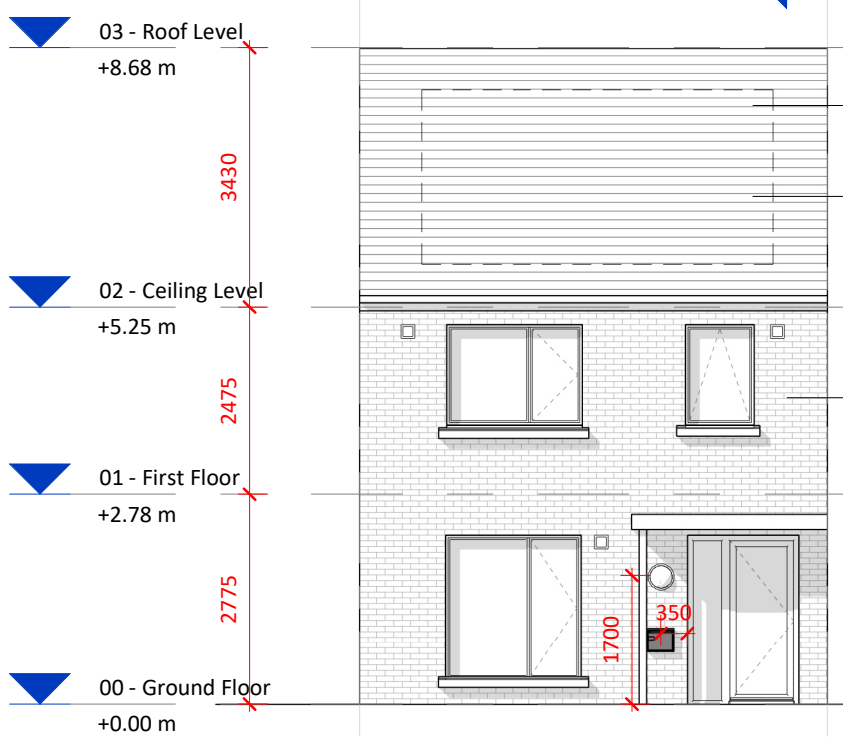 03 - Roof Level
+8.68 m
3430
02 - Ceiling Level
+5.25 m
2475
01 - First Floor
+2.78 m
2775
1700
350
00 - Ground Floor
+0.00 m